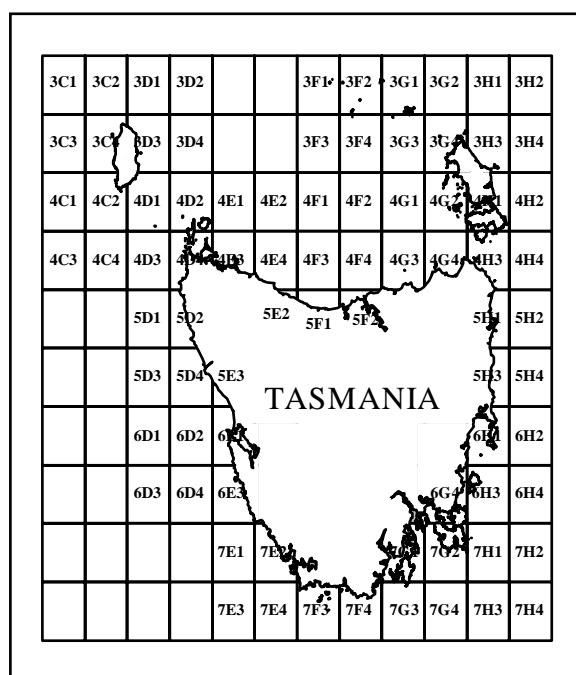 3C1 3C2 3D1 3D2 3F1 3F2 3G1 3G2 3H1 3H2
3C3 3C4 3D3 3D4 3F3 3F4 3G3 3G4 3H3 3H4
4C1 4C2 4D1 4D2 4E1 4E2 4F1 4F2 4G1 4G2 4H1 4H2
4C3 4C4 4D3 4D4 4E3 4E4 4F3 4F4 4G3 4G4 4H3 4H4
5D1 5D2 5E2 5F1 5F2 5H1 5H2
5D3 5D4 5E3 5H3 5H4
TASMANIA
6D1 6D2 6E1 6H1 6H2
6D3 6D4 6E3 6G4 6H3 6H4
7E1 7E2 7G1 7G2 7H1 7H2
7E3 7E4 7F3 7F4 7G3 7G4 7H3 7H4